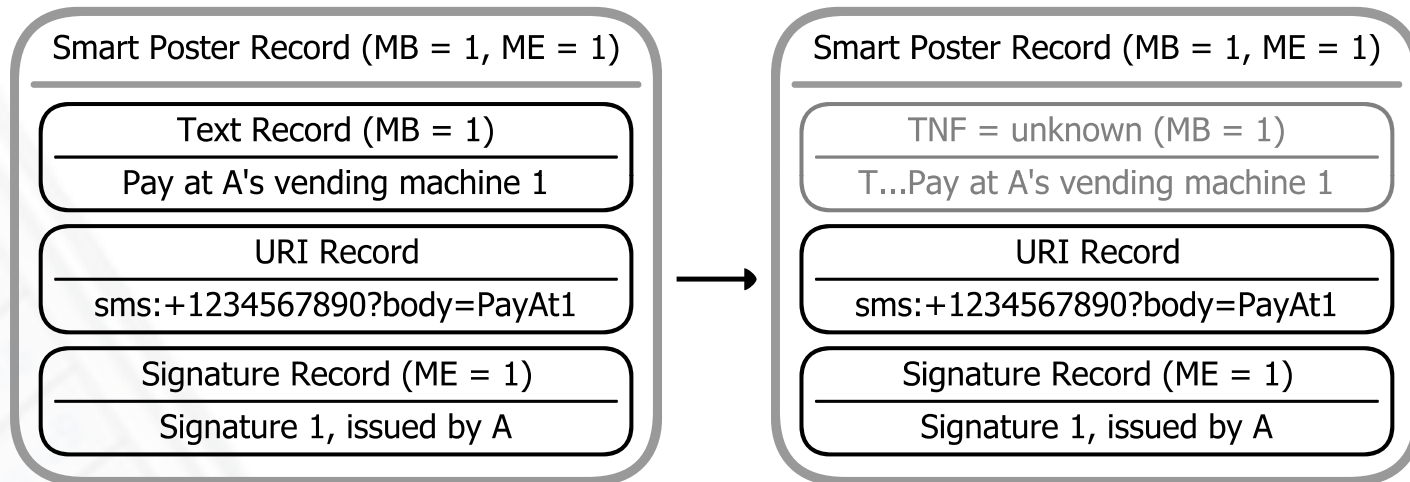 Smart Poster Record (MB = 1, ME = 1)
Text Record (MB = 1)
Pay at A's vending machine 1
URI Record
sms:+1234567890?body=PayAt1
Signature Record (ME = 1)
Signature 1, issued by A
Smart Poster Record (MB = 1, ME = 1)
TNF = unknown (MB = 1)
T...Pay at A's vending machine 1
URI Record
sms:+1234567890?body=PayAt1
Signature Record (ME = 1)
Signature 1, issued by A